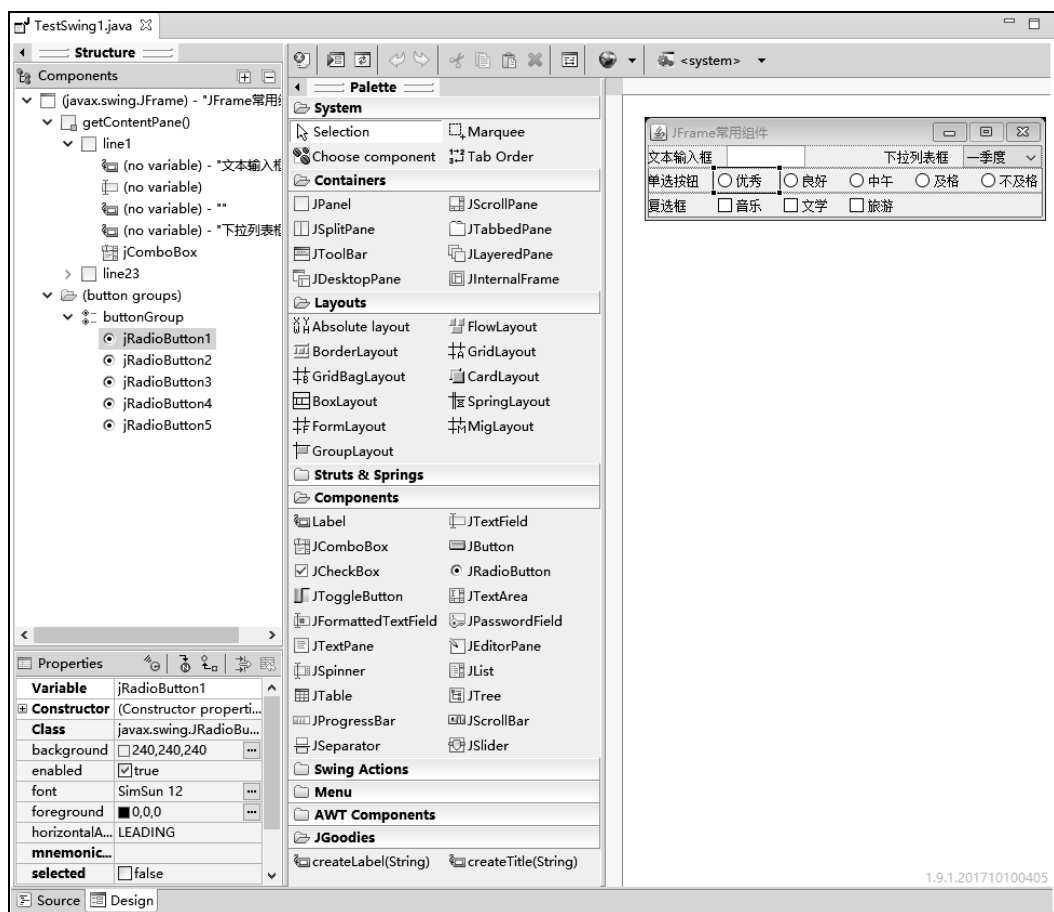 TestSwing1.java
Structure
Components
(javax.swing.JFrame) - "JFrame常用
getContentPane()
line1
(no variable) - "文本输入框
(no variable)
(no variable) - ""
(no variable) - "下拉列表框
jComboBox
line23
(button groups)
buttonGroup
jRadioButton1
jRadioButton2
jRadioButton3
jRadioButton4
jRadioButton5
Properties
Variable jRadioButton1
Constructor (Constructor properti...
Class javax.swing.JRadioBu...
background 240,240,240 ...
enabled true
font SimSun 12 ...
foreground 0,0,0 ...
horizontalA... LEADING
mnemonic...
selected false
Source Design
<system>
Palette
System
Selection Marquee
Choose component Tab Order
Containers
JPanel JScrollPane
JSplitPane JTabbedPane
JToolBar JLayeredPane
JDesktopPane JInternalFrame
Layouts
Absolute layout FlowLayout
BorderLayout GridLayout
GridBagLayout CardLayout
BoxLayout SpringLayout
FormLayout MigLayout
GroupLayout
Struts & Springs
Components
Label JTextField
JComboBox JButton
JCheckBox JRadioButton
JToggleButton JTextArea
JFormattedTextField JPasswordField
JTextPane JEditorPane
JSpinner JList
JTable JTree
JProgressBar JScrollBar
JSeparator JSlider
Swing Actions
Menu
AWT Components
JGoodies
createLabel(String) createTitle(String)
JFrame常用组件
文本输入框 下拉列表框 一季度
单选按钮 优秀 良好 中午 及格 不及格
夏选框 音乐 文学 旅游
1.9.1.201710100405